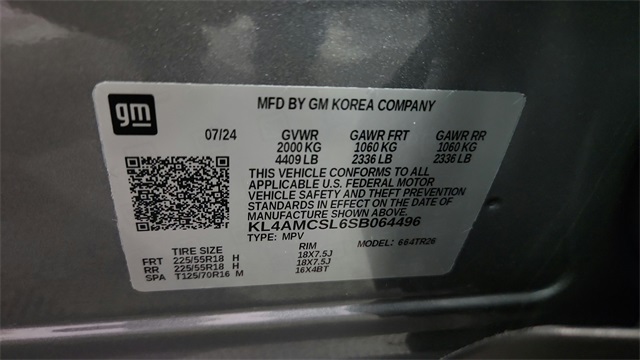 gm
MFD BY GM KOREA COMPANY
07/24 GVWR GAWR FRT GAWR RR
2000 KG 1060 KG 1060 KG
4409 LB 2336 LB 2336 LB
THIS VEHICLE CONFORMS TO ALL
APPLICABLE U.S. FEDERAL MOTOR
VEHICLE SAFETY AND THEFT PREVENTION
STANDARDS IN EFFECT ON THE DATE OF
MANUFACTURE SHOWN ABOVE.
KL4AMCSL6SB064496
TYPE: MPV MODEL: 664TR26
TIRE SIZE RIM
FRT 225/55R18 H 18X7.5J
RR 225/55R18 H 18X7.5J
SPA T125/70R16 M 16X4BT